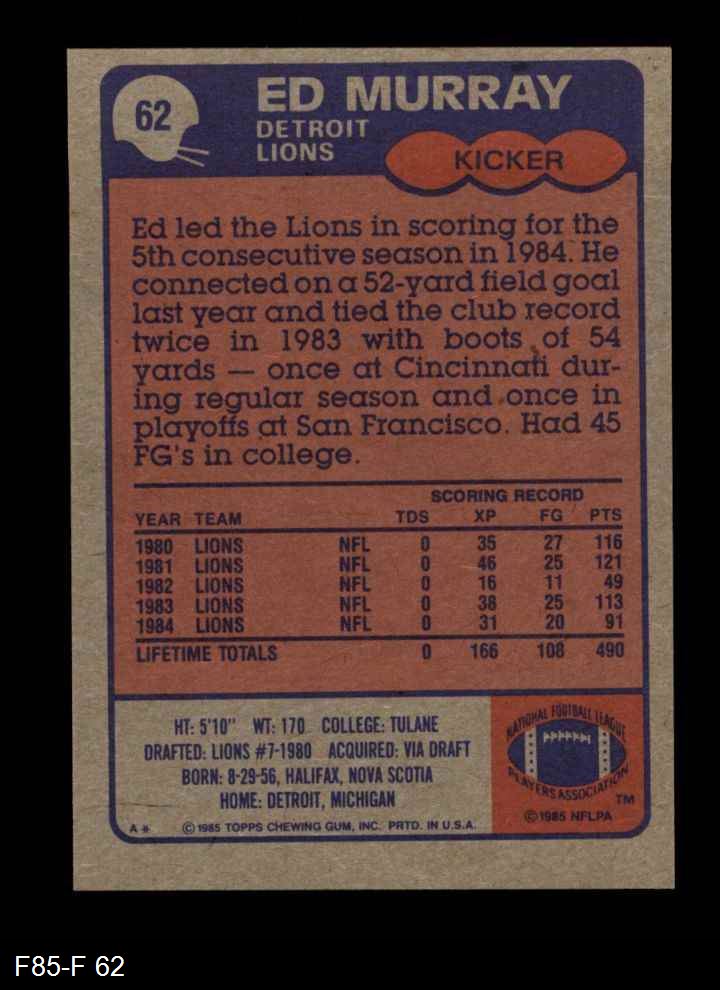 62
ED MURRAY
DETROIT
LIONS
KICKER
Ed led the Lions in scoring for the
5th consecutive season in 1984. He
connected on a 52-yard field goal
last year and tied the club record
twice in 1983 with boots of 54
yards — once at Cincinnati dur-
ing regular season and once in
playoffs at San Francisco. Had 45
FG's in college.
SCORING RECORD
YEAR TEAM TDS XP FG PTS
1980 LIONS NFL 0 35 27 116
1981 LIONS NFL 0 46 25 121
1982 LIONS NFL 0 16 11 49
1983 LIONS NFL 0 38 25 113
1984 LIONS NFL 0 31 20 91
LIFETIME TOTALS 0 166 108 490
HT: 5'10" WT: 170 COLLEGE: TULANE
DRAFTED: LIONS #7-1980 ACQUIRED: VIA DRAFT
BORN: 8-29-56, HALIFAX, NOVA SCOTIA
HOME: DETROIT, MICHIGAN
A* © 1985 TOPPS CHEWING GUM, INC. PRTD. IN U.S.A.
NATIONAL FOOTBALL LEAGUE
PLAYERS ASSOCIATION
TM
© 1985 NFLPA
F85-F 62